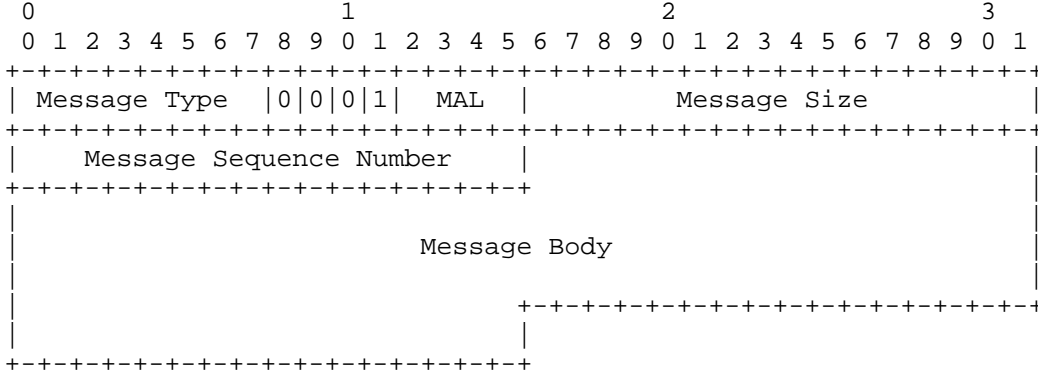 0                   1                   2                   3
 0 1 2 3 4 5 6 7 8 9 0 1 2 3 4 5 6 7 8 9 0 1 2 3 4 5 6 7 8 9 0 1
+-+-+-+-+-+-+-+-+-+-+-+-+-+-+-+-+-+-+-+-+-+-+-+-+-+-+-+-+-+-+-+-+
| Message Type  |0|0|0|1|  MAL  |         Message Size          |
+-+-+-+-+-+-+-+-+-+-+-+-+-+-+-+-+-+-+-+-+-+-+-+-+-+-+-+-+-+-+-+-+
|    Message Sequence Number    |                               |
+-+-+-+-+-+-+-+-+-+-+-+-+-+-+-+-+                               |
|                                                               |
|                         Message Body                          |
|                                                               |
|                               +-+-+-+-+-+-+-+-+-+-+-+-+-+-+-+-+
|                               |
+-+-+-+-+-+-+-+-+-+-+-+-+-+-+-+-+